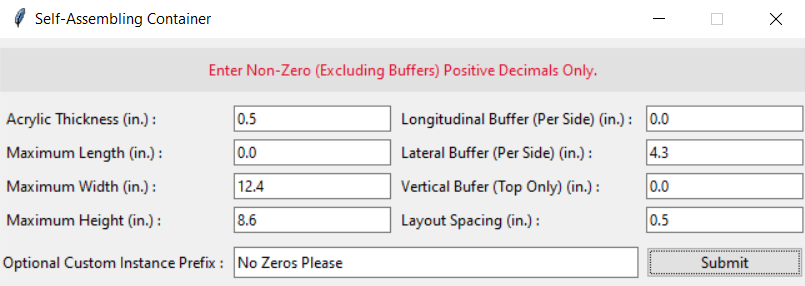 Self-Assembling Container
Enter Non-Zero (Excluding Buffers) Positive Decimals Only.
Acrylic Thickness (in.) : 0.5 Longitudinal Buffer (Per Side) (in.) : 0.0
Maximum Length (in.) : 0.0 Lateral Buffer (Per Side) (in.) : 4.3
Maximum Width (in.) : 12.4 Vertical Bufer (Top Only) (in.) : 0.0
Maximum Height (in.) : 8.6 Layout Spacing (in.) : 0.5
Optional Custom Instance Prefix : No Zeros Please Submit